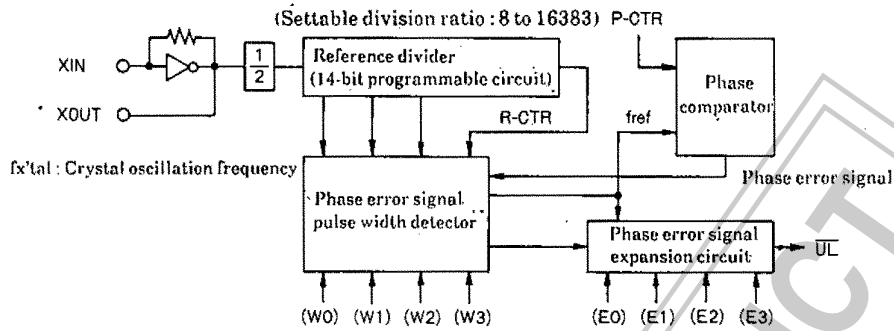 (Settable division ratio : 8 to 16383) P-CTR
XIN
1
2
Reference divider
(14-bit programmable circuit)
Phase
comparator
XOUT
R-CTR
fref
fx'tal : Crystal oscillation frequency
Phase error signal
Phase error signal
pulse width detector
Phase error signal
expansion circuit
UL
(W0) (W1) (W2) (W3)
(E0) (E1) (E2) (E3)